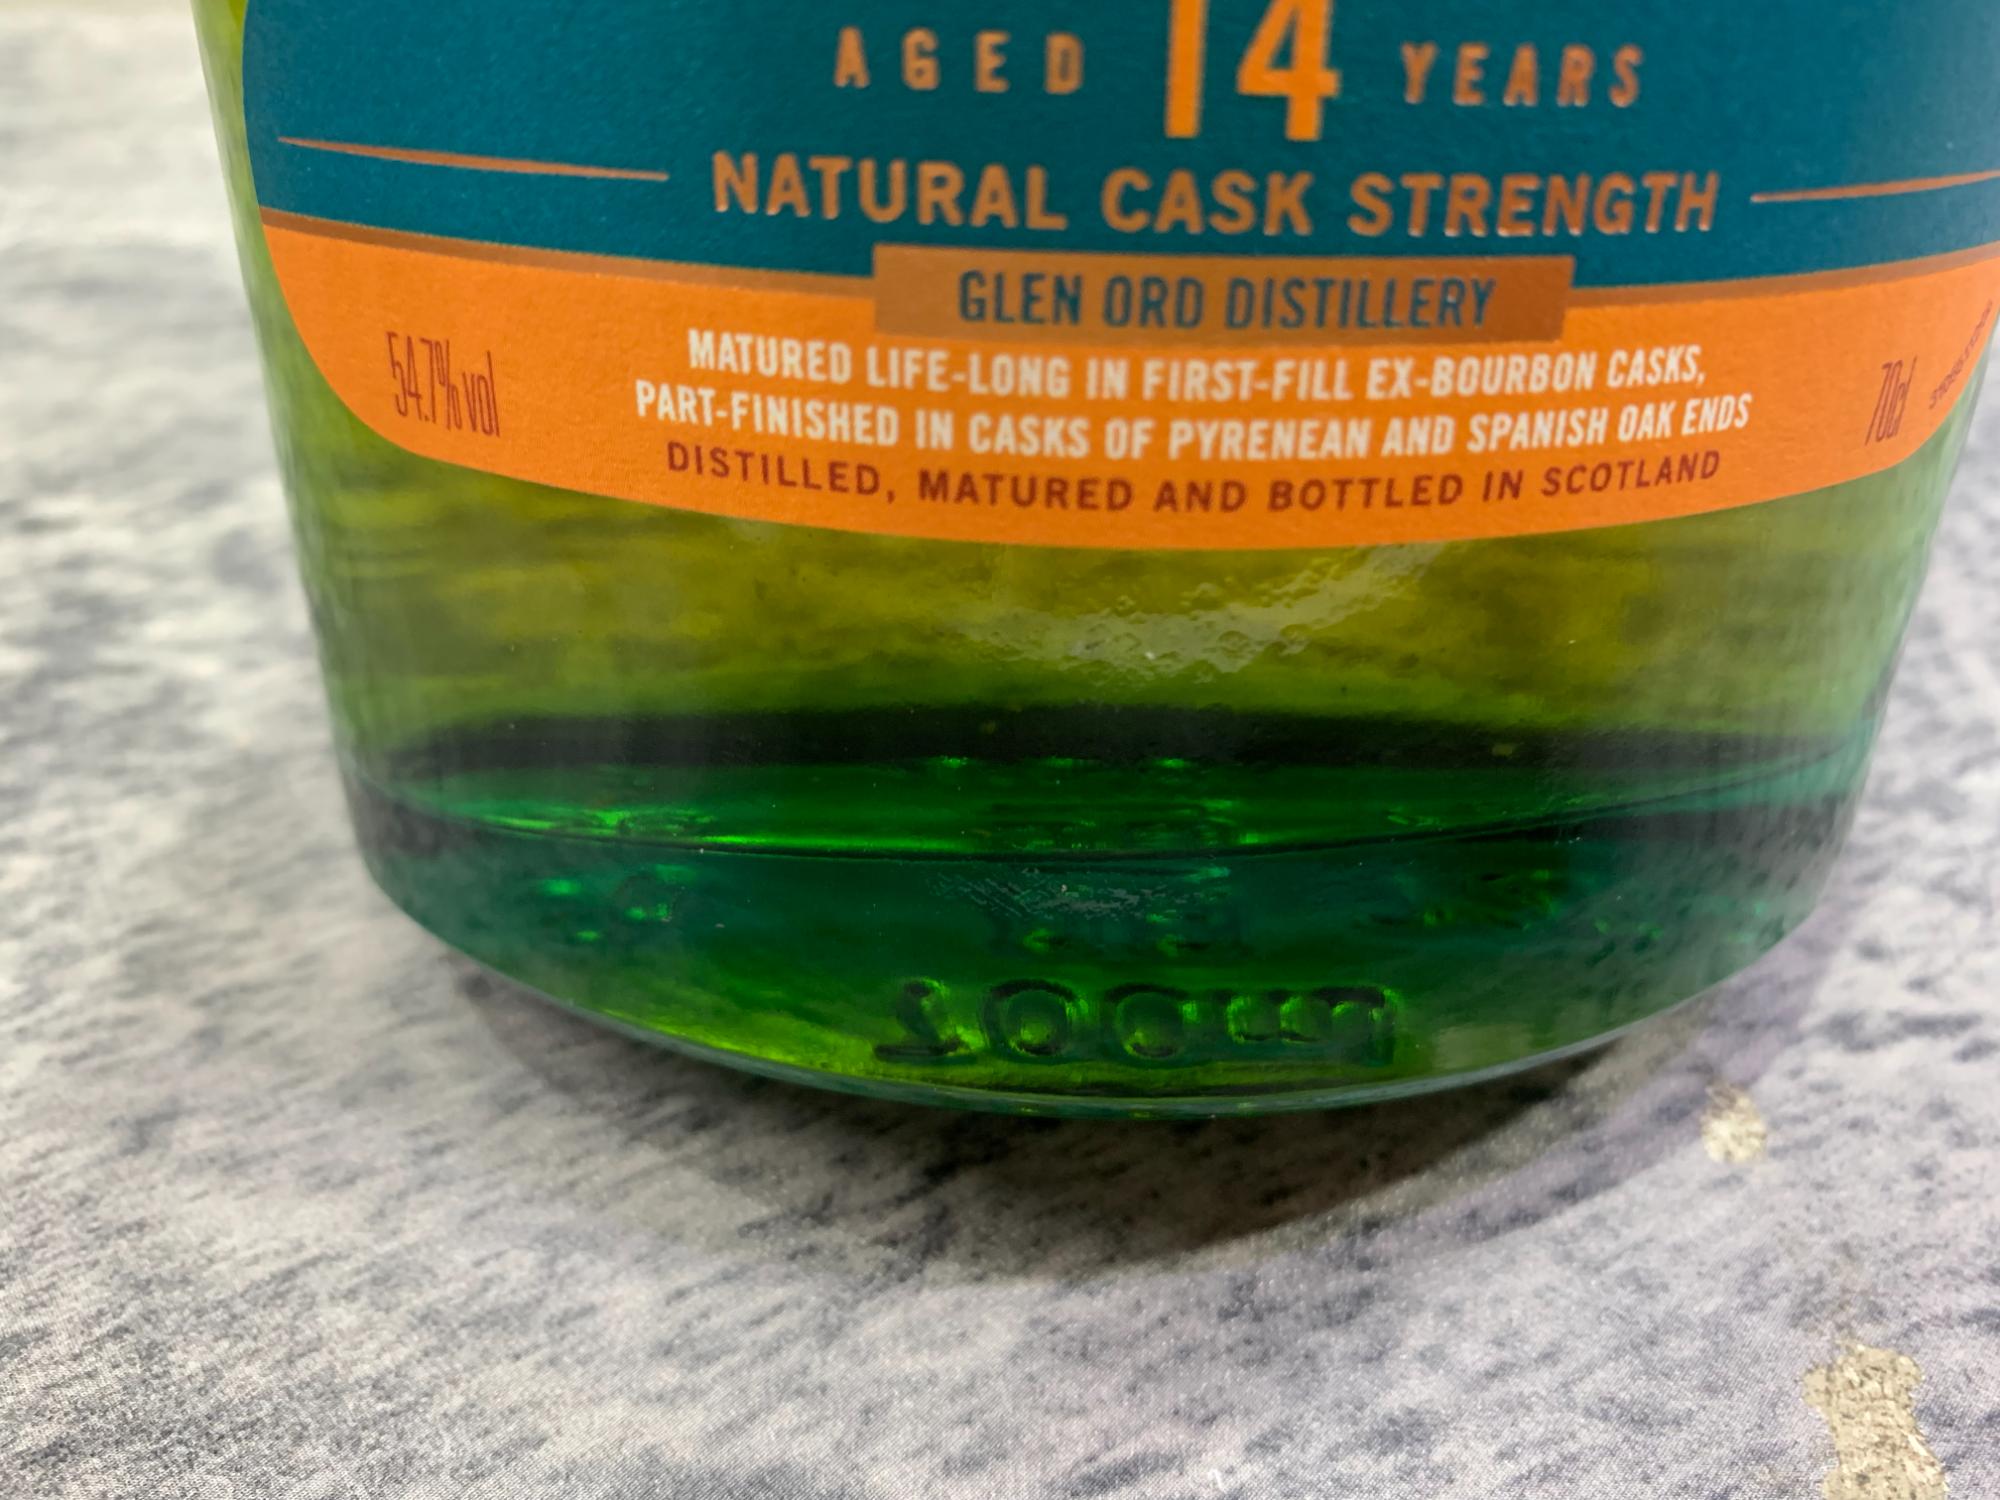 AGED 14 YEARS
NATURAL CASK STRENGTH
GLEN ORD DISTILLERY
MATURED LIFE-LONG IN FIRST-FILL EX-BOURBON CASKS,
PART-FINISHED IN CASKS OF PYRENEAN AND SPANISH OAK ENDS
DISTILLED, MATURED AND BOTTLED IN SCOTLAND
54.7% vol
70cl